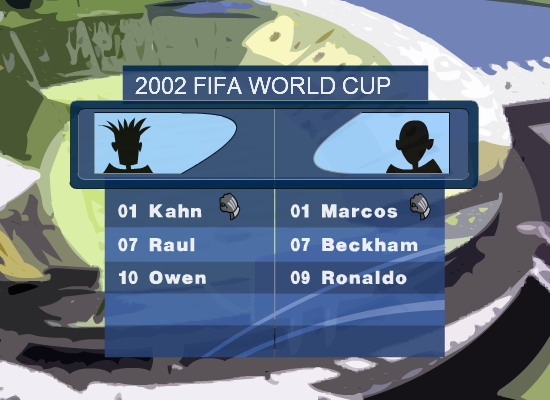 2002 FIFA WORLD CUP
01 Kahn
07 Raul
10 Owen
01 Marcos
07 Beckham
09 Ronaldo